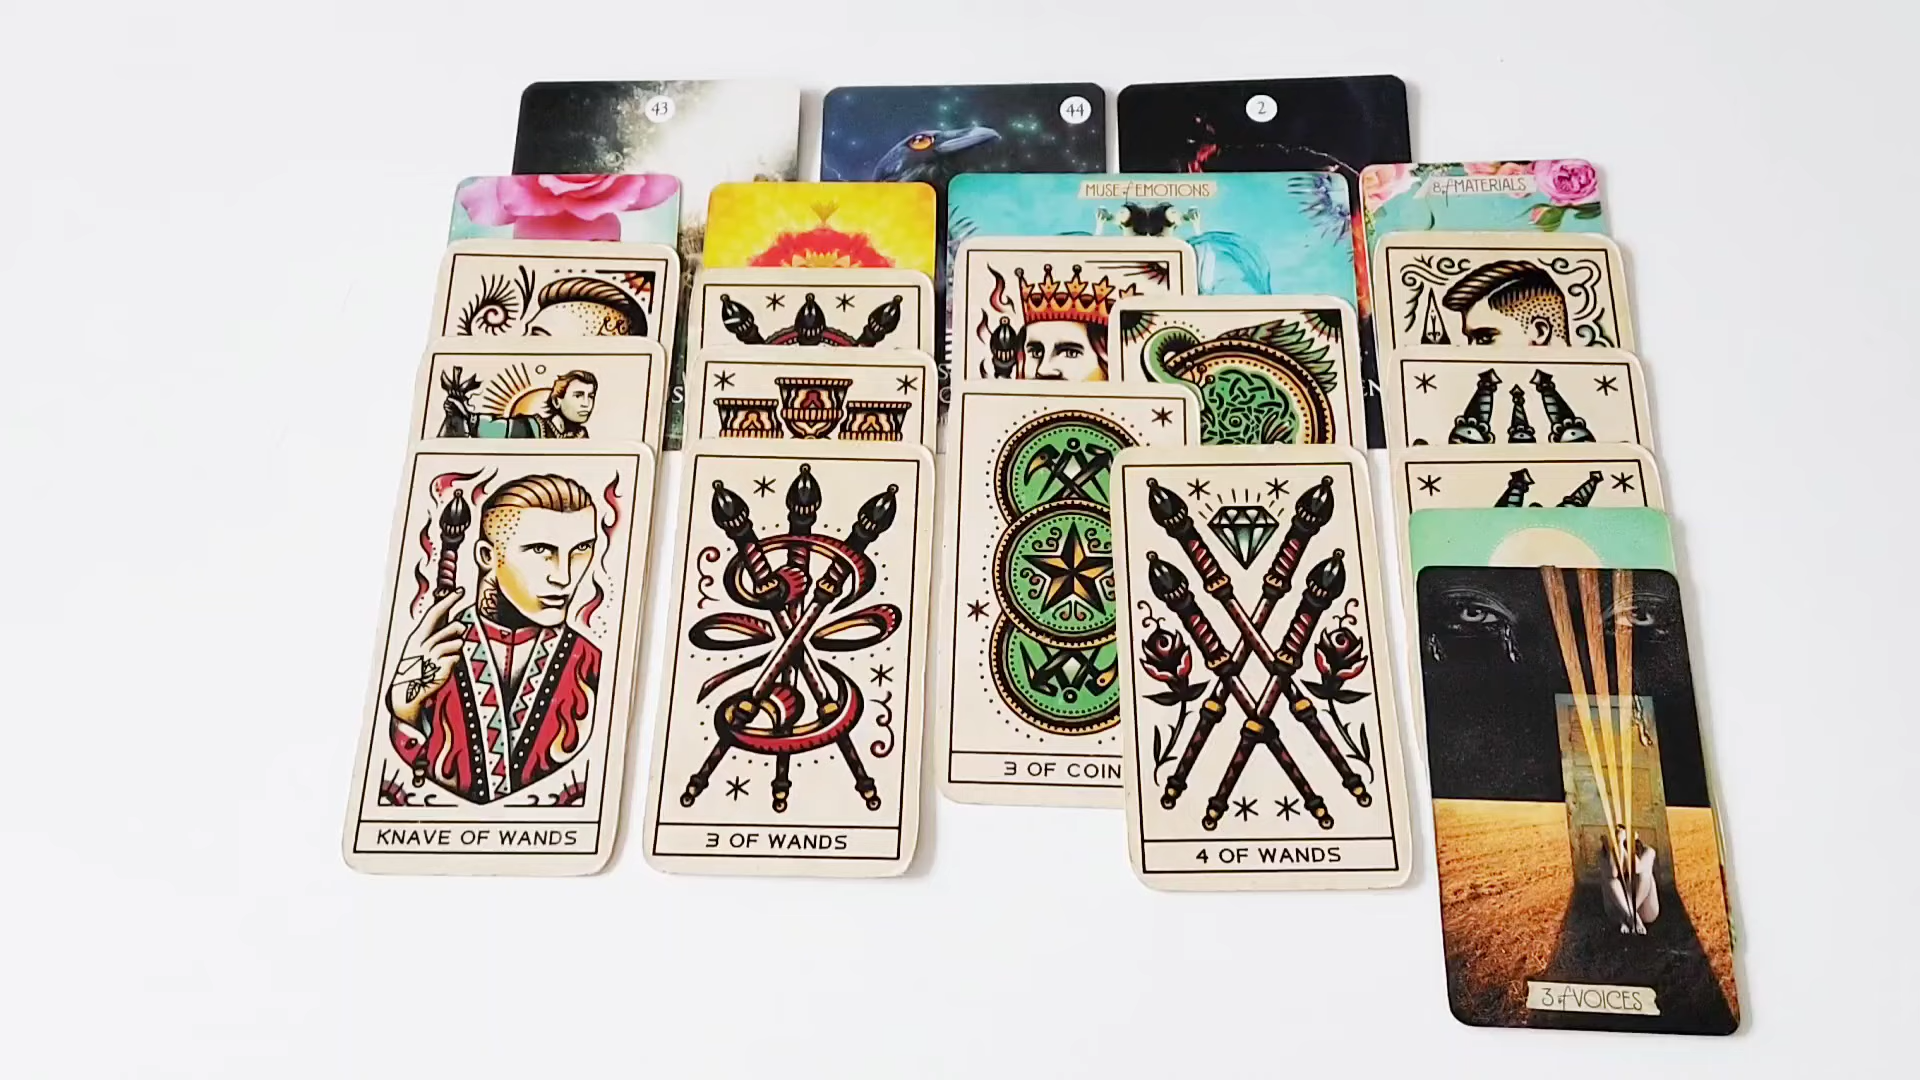 43
44
2
MUSE of EMOTIONS
8 of MATERIALS
3 OF COIN
KNAVE OF WANDS
3 OF WANDS
4 OF WANDS
3 of VOICES